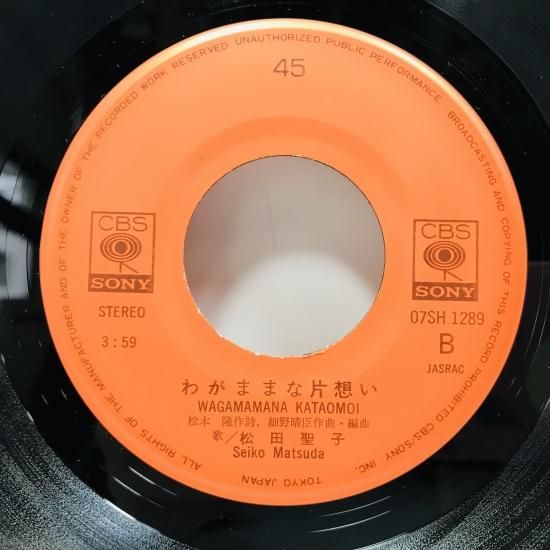 ALL RIGHTS OF THE MANUFACTURER AND OF THE OWNER OF THE RECORDED WORK RESERVED UNAUTHORIZED PUBLIC PERFORMANCE, BROADCASTING AND COPYING OF THIS RECORD PROHIBITED CBS/SONY INC. TOKYO JAPAN
45
CBS
SONY
STEREO
3:59
CBS
SONY
07SH 1289
B
JASRAC
わがままな片想い
WAGAMAMANA KATAOMOI
松本 隆作詩, 細野晴臣作曲・編曲
歌/松田聖子
Seiko Matsuda